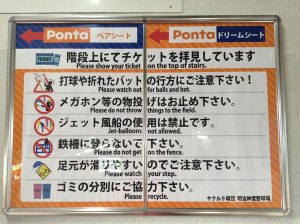 Ponta ペアシート
Ponta ドリームシート
TICKET 階段上にてチケットを拝見しています
Please show your ticket on the top of stairs.
打球や折れたバットの行方にご注意下さい!
Please watch out for balls and bat.
メガホン等の物投げはお止め下さい。
Please do not throw things to the field.
ジェット風船の使用は禁止です。
Jet-balloons not allowed.
鉄柵に登らないで下さい。
Please do not get on the fence.
足元が滑りやすいのでご注意下さい。
Please watch your step.
ゴミの分別にご協力下さい。
Please recycle.
ヤクルト球団 明治神宮野球場